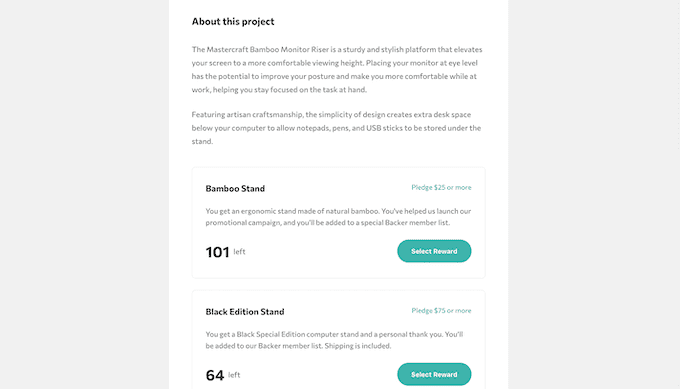 About this project
The Mastercraft Bamboo Monitor Riser is a sturdy and stylish platform that elevates
your screen to a more comfortable viewing height. Placing your monitor at eye level
has the potential to improve your posture and make you more comfortable while at
work, helping you stay focused on the task at hand.
Featuring artisan craftsmanship, the simplicity of design creates extra desk space
below your computer to allow notepads, pens, and USB sticks to be stored under the
stand.
Bamboo Stand
Pledge $25 or more
You get an ergonomic stand made of natural bamboo. You've helped us launch our
promotional campaign, and you'll be added to a special Backer member list.
101 left
Select Reward
Black Edition Stand
Pledge $75 or more
You get a Black Special Edition computer stand and a personal thank you. You'll
be added to our Backer member list. Shipping is included.
64 left
Select Reward